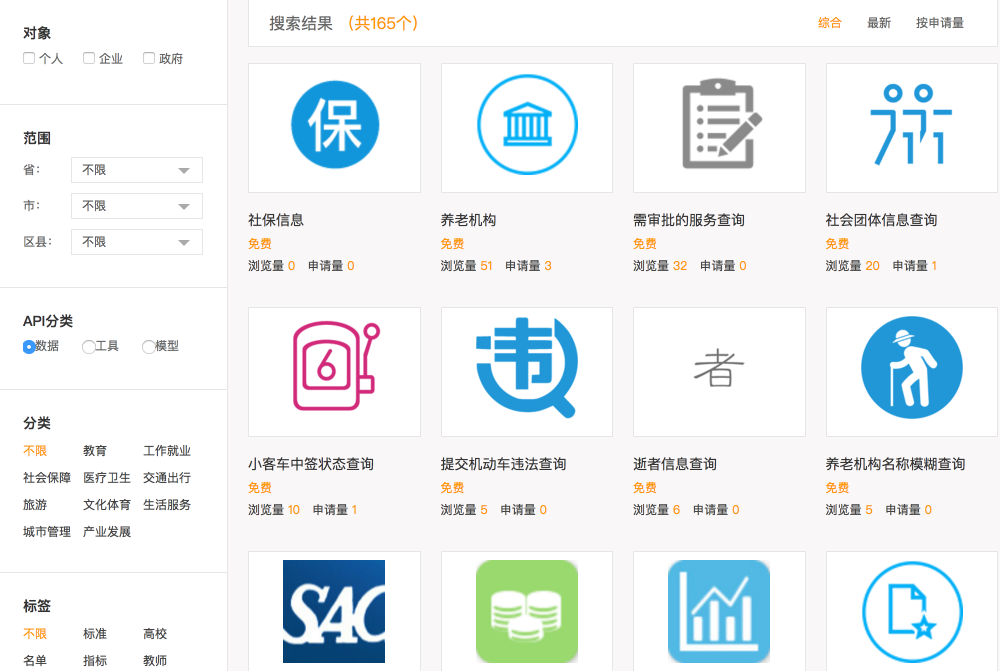 对象
个人 企业 政府
范围
省： 不限
市： 不限
区县： 不限
API分类
数据 工具 模型
分类
不限 教育 工作就业
社会保障 医疗卫生 交通出行
旅游 文化体育 生活服务
城市管理 产业发展
标签
不限 标准 高校
名单 指标 教师
搜索结果 （共165个） 综合 最新 按申请量
保
社保信息 养老机构 需审批的服务查询 社会团体信息查询
免费 免费 免费 免费
浏览量 0 申请量 0 浏览量 51 申请量 3 浏览量 32 申请量 0 浏览量 20 申请量 1
6 者
小客车中签状态查询 提交机动车违法查询 逝者信息查询 养老机构名称模糊查询
免费 免费 免费 免费
浏览量 10 申请量 1 浏览量 5 申请量 0 浏览量 6 申请量 0 浏览量 5 申请量 0
SAC